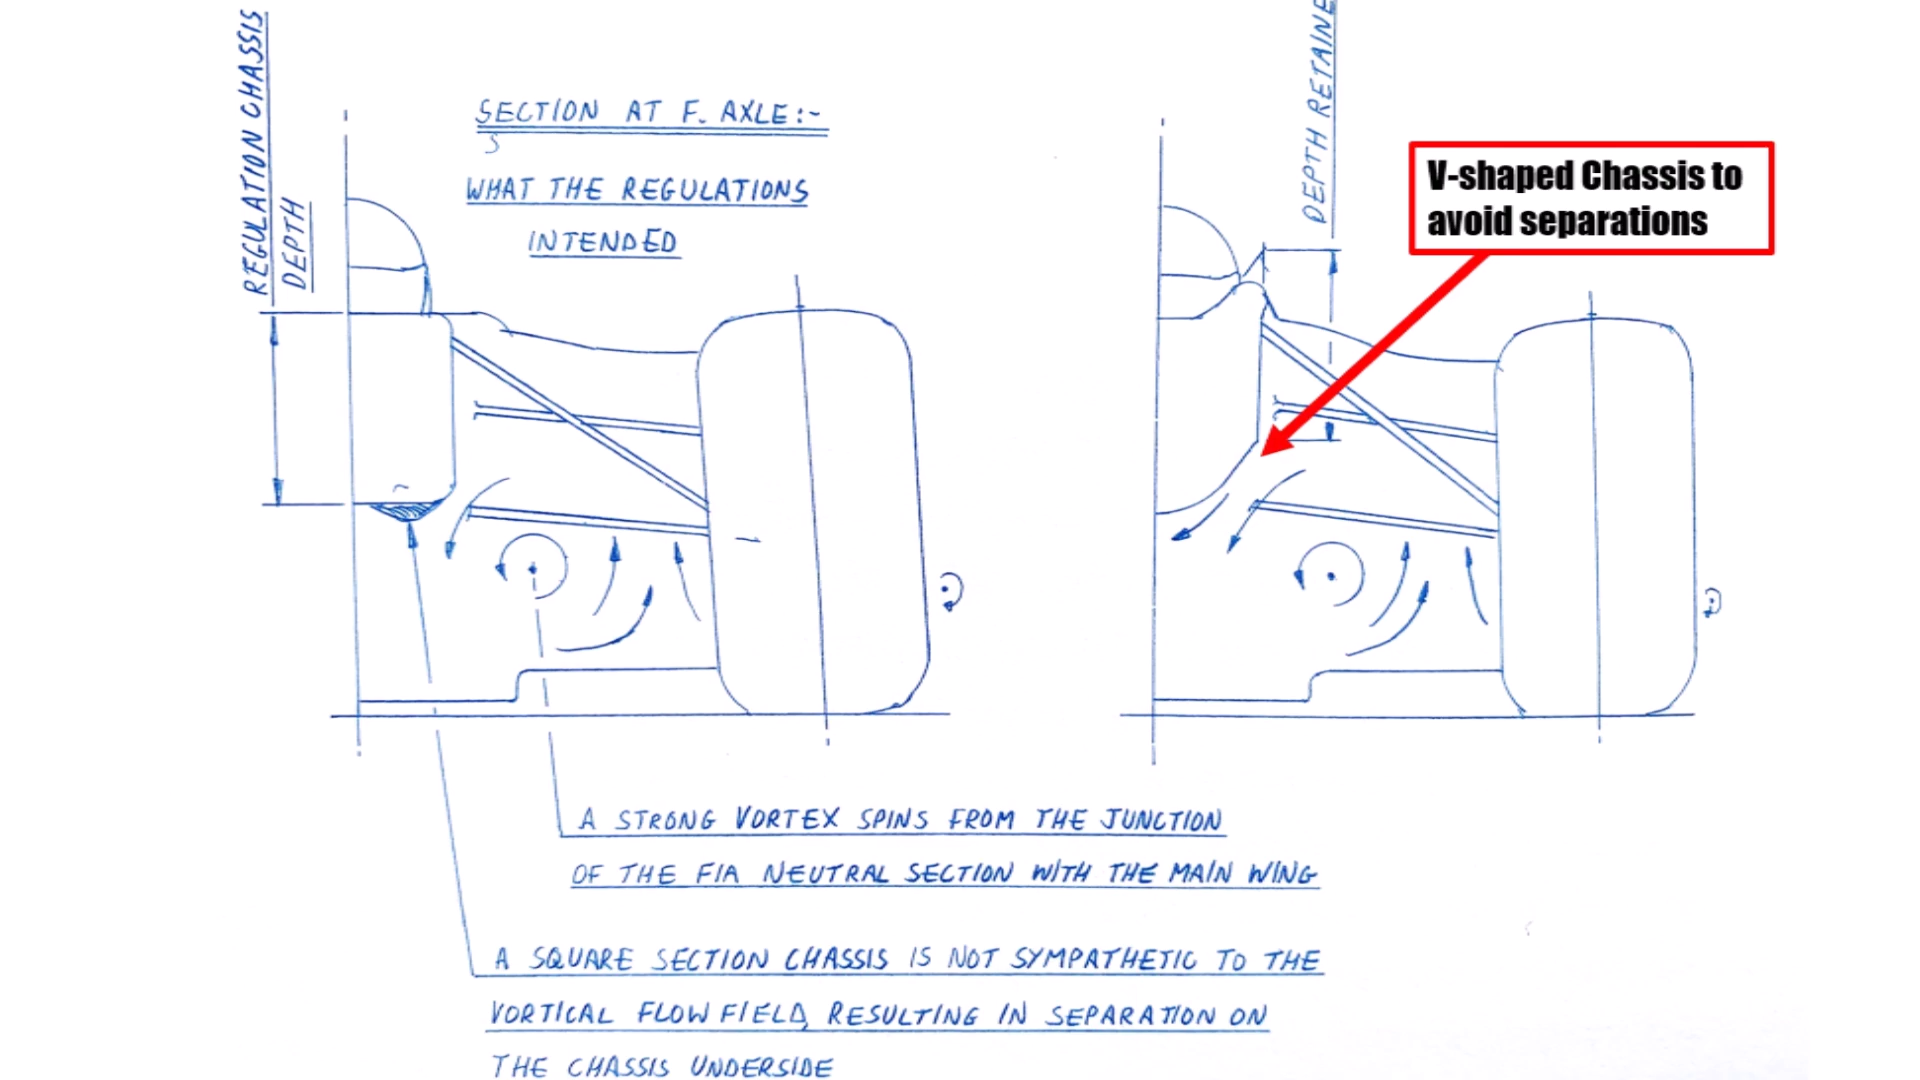 REGULATION CHASSIS
DEPTH
SECTION AT F. AXLE:-
WHAT THE REGULATIONS
INTENDED
DEPTH
V-shaped Chassis to
avoid separations
A STRONG VORTEX SPINS FROM THE JUNCTION
OF THE FIA NEUTRAL SECTION WITH THE MAIN WING
A SQUARE SECTION CHASSIS IS NOT SYMPATHETIC TO THE
VORTICAL FLOW FIELD, RESULTING IN SEPARATION ON
THE CHASSIS UNDERSIDE